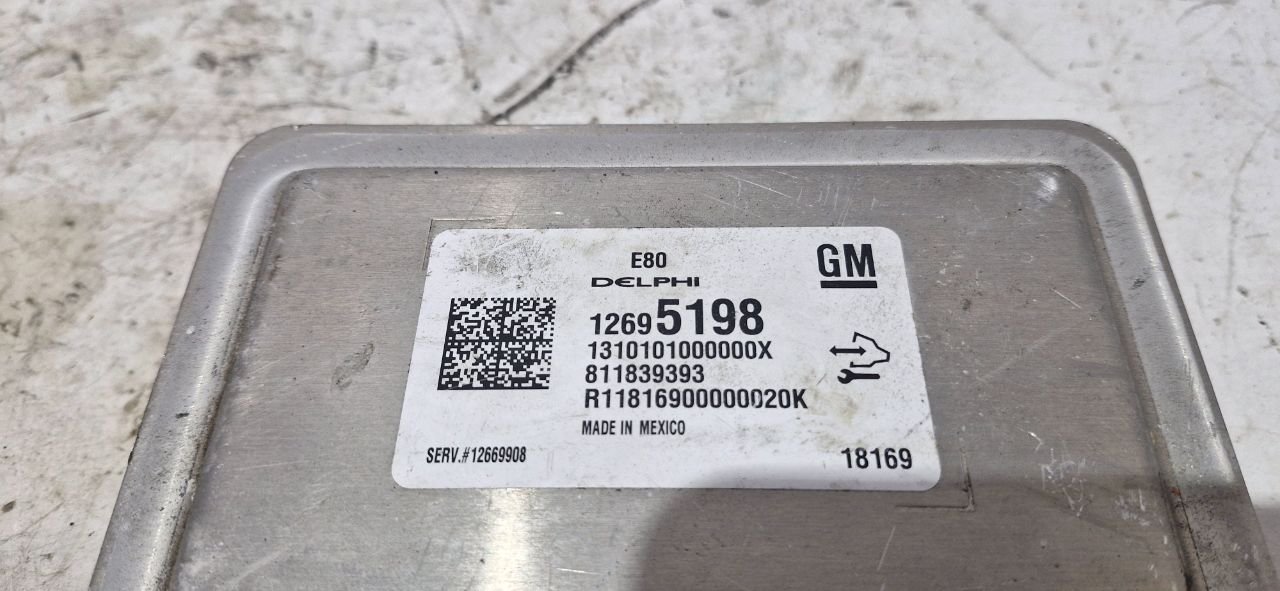 E80
DELPHI
GM
12695198
1310101000000X
811839393
R11816900000020K
MADE IN MEXICO
SERV.#12669908
18169